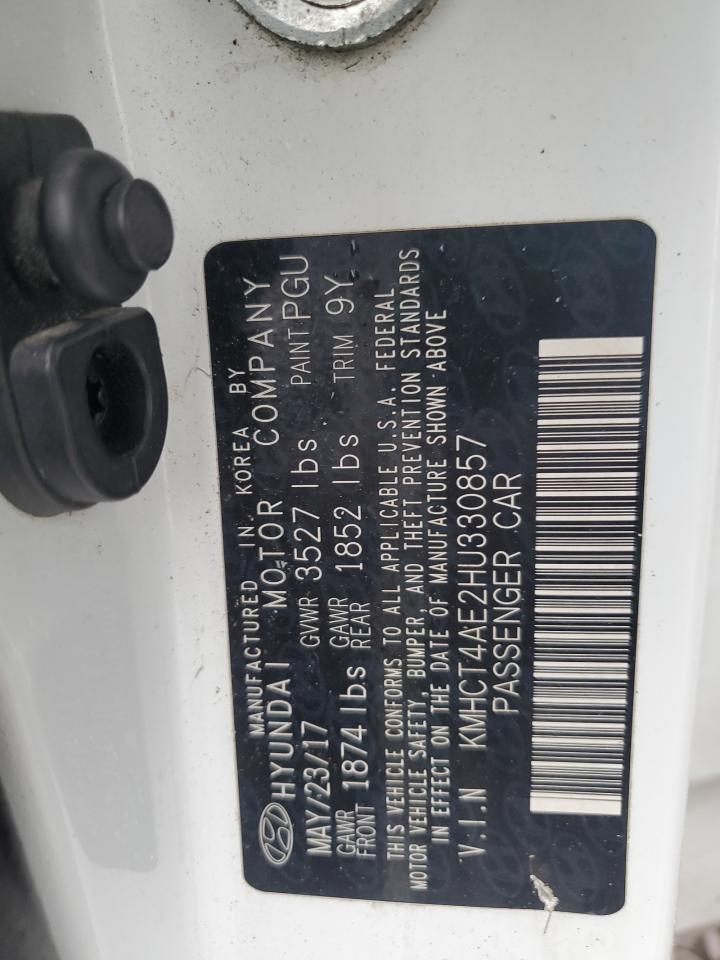 MANUFACTURED IN KOREA BY
HYUNDAI MOTOR COMPANY
MAY/23/17 GVWR 3527 lbs PAINT PGU
GAWR FRONT 1874 lbs GAWR REAR 1852 lbs TRIM 9Y
THIS VEHICLE CONFORMS TO ALL APPLICABLE U.S.A. FEDERAL
MOTOR VEHICLE SAFETY, BUMPER, AND THEFT PREVENTION STANDARDS
IN EFFECT ON THE DATE OF MANUFACTURE SHOWN ABOVE
V.I.N KMHCT4AE2HU330857
PASSENGER CAR